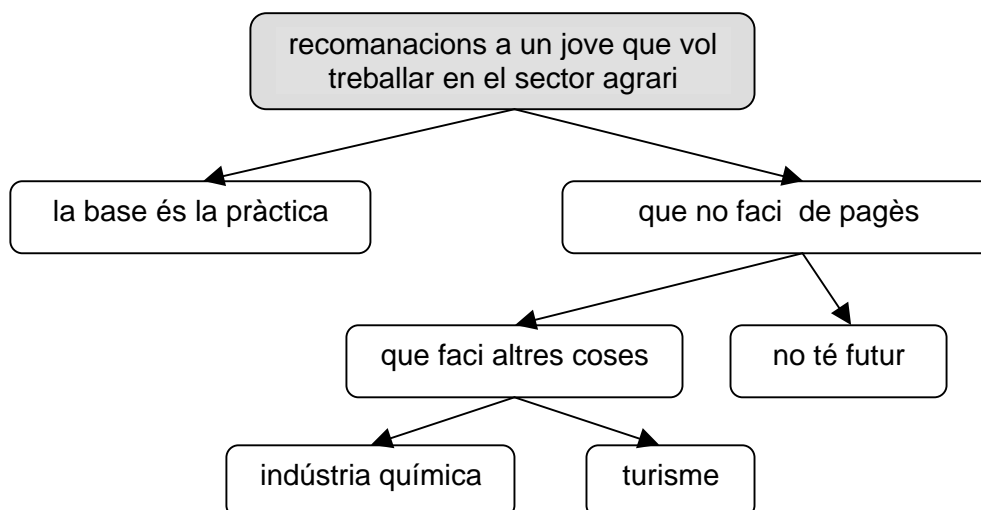 recomanacions a un jove que vol
treballar en el sector agrari
la base és la pràctica
que no faci de pagès
que faci altres coses
no té futur
indústria química
turisme